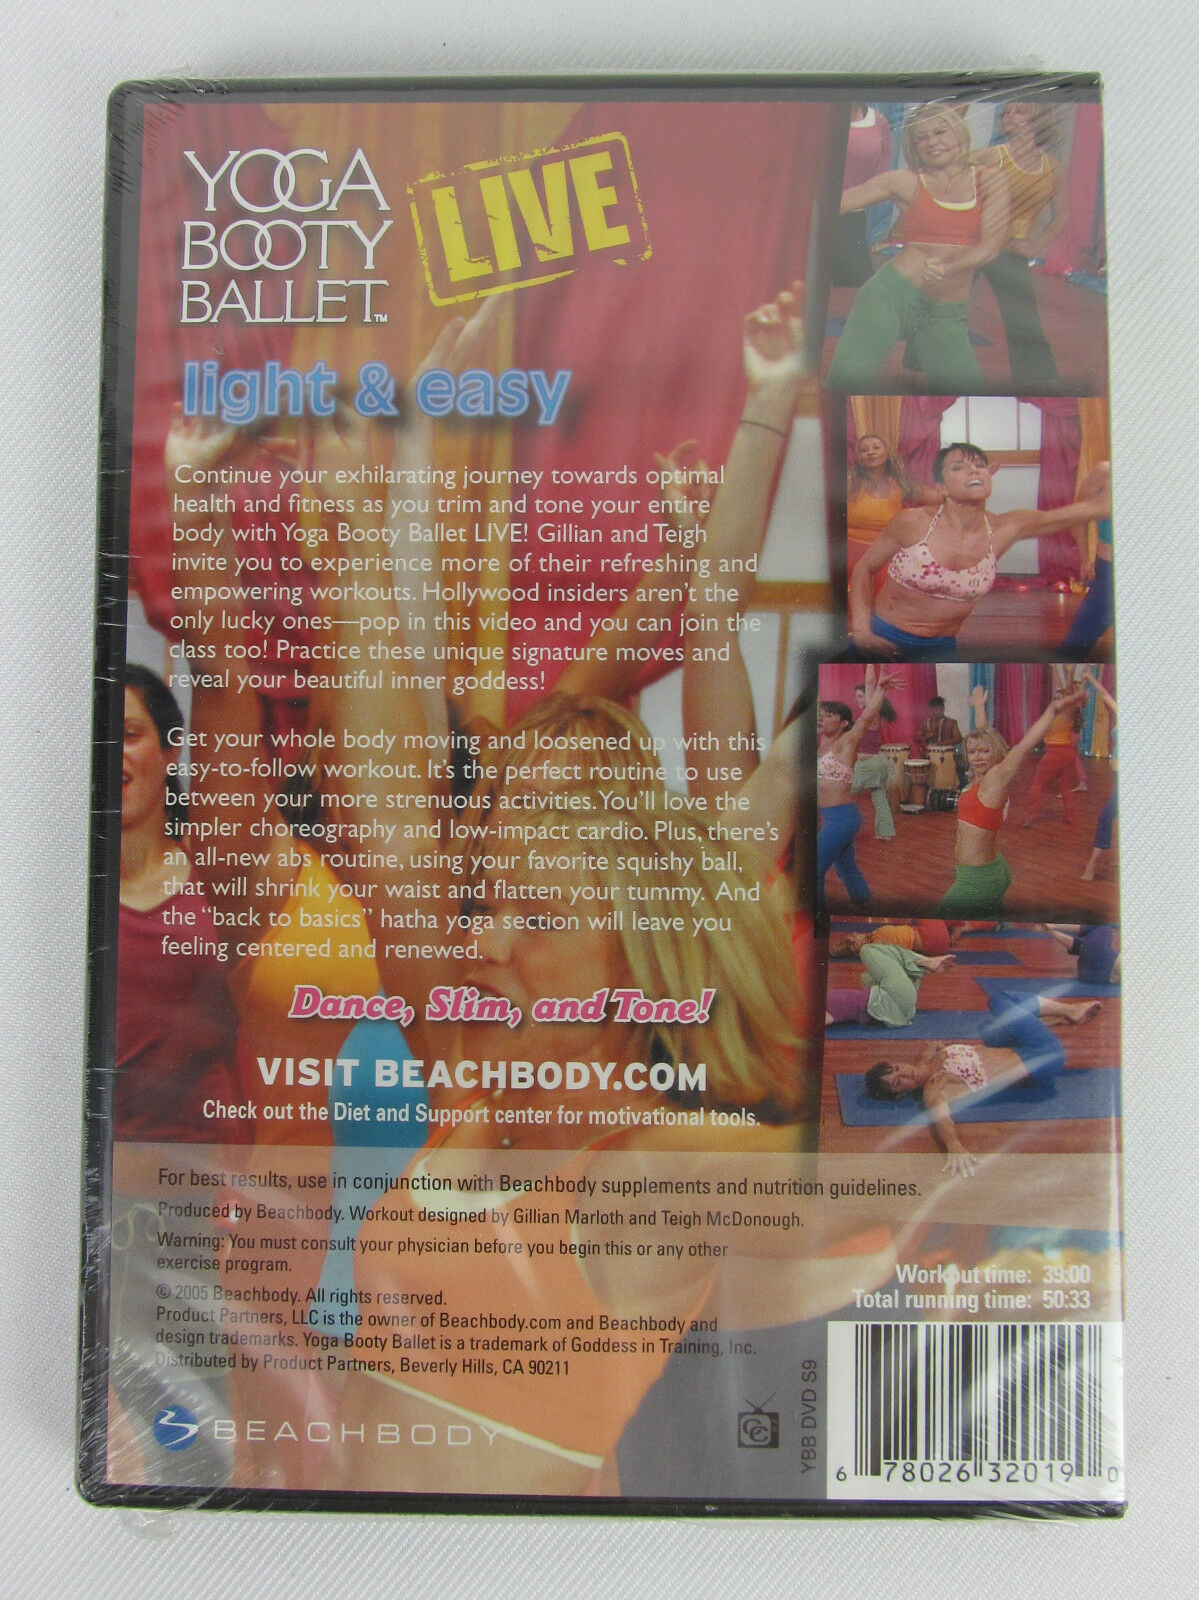 YOGA
BOOTY
BALLET™
LIVE
light & easy
Continue your exhilarating journey towards optimal
health and fitness as you trim and tone your entire
body with Yoga Booty Ballet LIVE! Gillian and Teigh
invite you to experience more of their refreshing and
empowering workouts. Hollywood insiders aren't the
only lucky ones—pop in this video and you can join the
class too! Practice these unique signature moves and
reveal your beautiful inner goddess!
Get your whole body moving and loosened up with this
easy-to-follow workout. It's the perfect routine to use
between your more strenuous activities. You'll love the
simpler choreography and low-impact cardio. Plus, there's
an all-new abs routine, using your favorite squishy ball,
that will shrink your waist and flatten your tummy. And
the "back to basics" hatha yoga section will leave you
feeling centered and renewed.
Dance, Slim, and Tone!
VISIT BEACHBODY.COM
Check out the Diet and Support center for motivational tools.
For best results, use in conjunction with Beachbody supplements and nutrition guidelines.
Produced by Beachbody. Workout designed by Gillian Marloth and Teigh McDonough.
Warning: You must consult your physician before you begin this or any other
exercise program.
© 2005 Beachbody. All rights reserved.
Product Partners, LLC is the owner of Beachbody.com and Beachbody and
design trademarks. Yoga Booty Ballet is a trademark of Goddess in Training, Inc.
Distributed by Product Partners, Beverly Hills, CA 90211
Workout time: 39:00
Total running time: 50:33
BEACHBODY
CC
YBB DVD S9
6 78026 32019 0